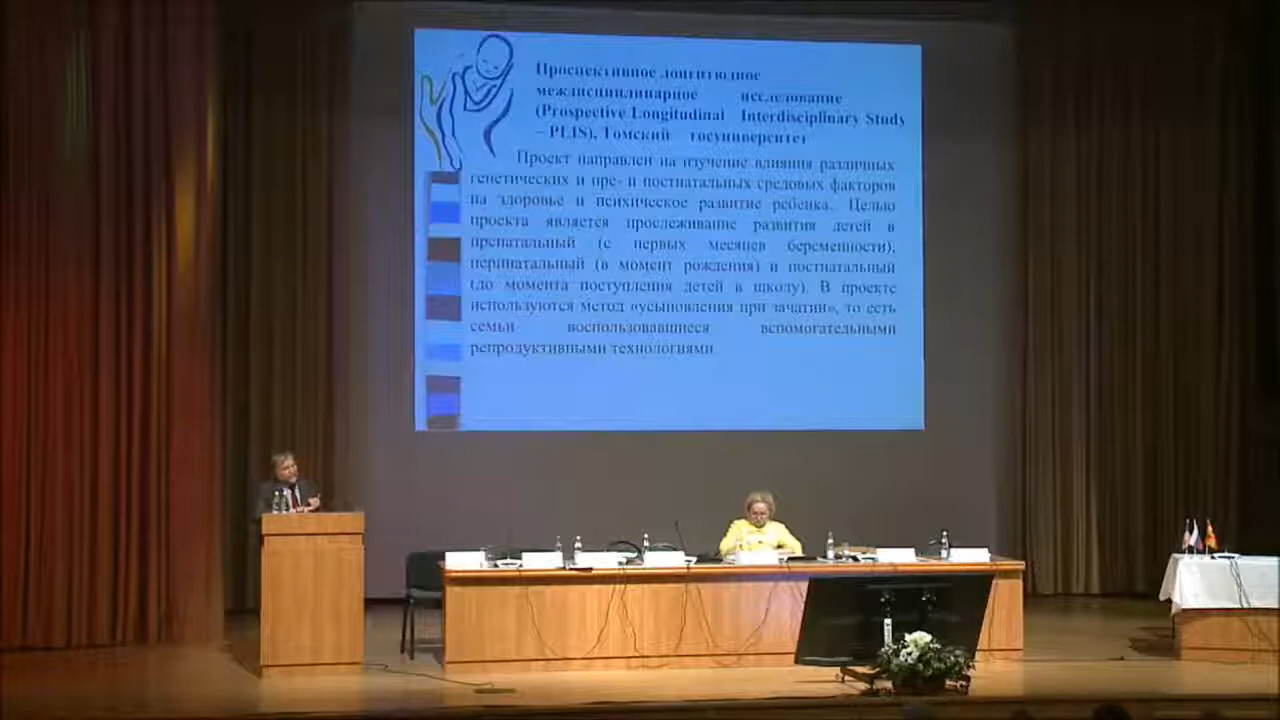 Проспективное лонгитюдное
междисциплинарное исследование
(Prospective Longitudinal Interdisciplinary Study
– PLIS), Томский госуниверситет
Проект направлен на изучение влияния различных
генетических и пре- и постнатальных средовых факторов
на здоровье и психическое развитие ребенка. Целью
проекта является прослеживание развития детей в
пренатальный (с первых месяцев беременности),
перинатальный (в момент рождения) и постнатальный
(до момента поступления детей в школу). В проекте
используются метод «усыновления при зачатии», то есть
семьи воспользовавшиеся вспомогательными
репродуктивными технологиями.